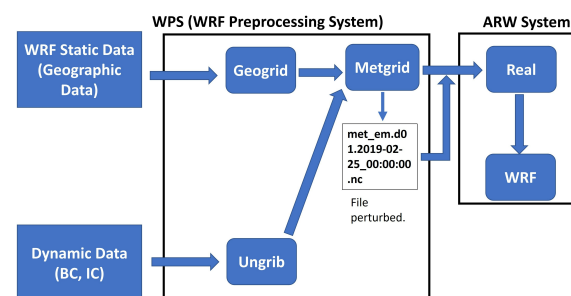 WPS (WRF Preprocessing System)
ARW System
WRF Static Data
(Geographic
Data)
Geogrid
Metgrid
Real
met_em.d0
1.2019-02-
25_00:00:00
.nc
WRF
File
perturbed.
Dynamic Data
(BC, IC)
Ungrib